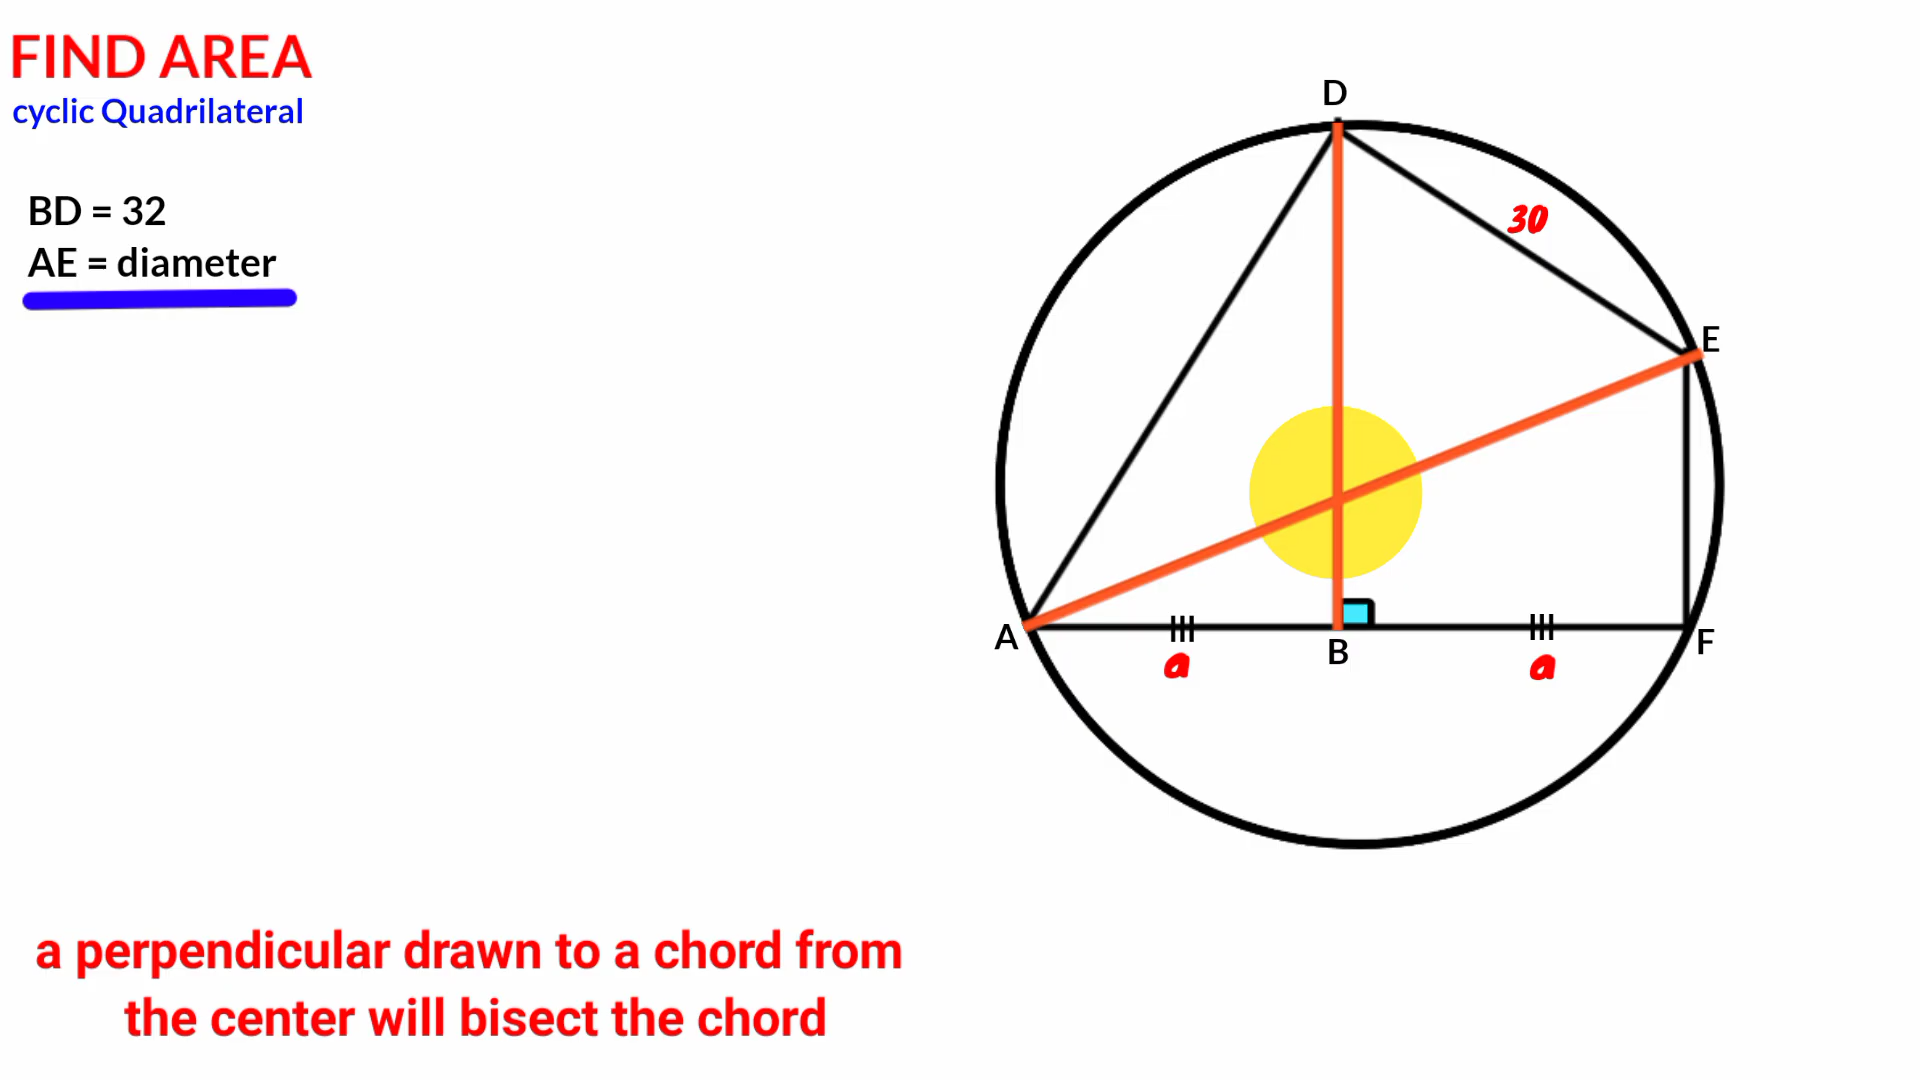 FIND AREA
cyclic Quadrilateral
BD = 32
AE = diameter
D
30
E
A
B
F
a
a
a perpendicular drawn to a chord from
the center will bisect the chord